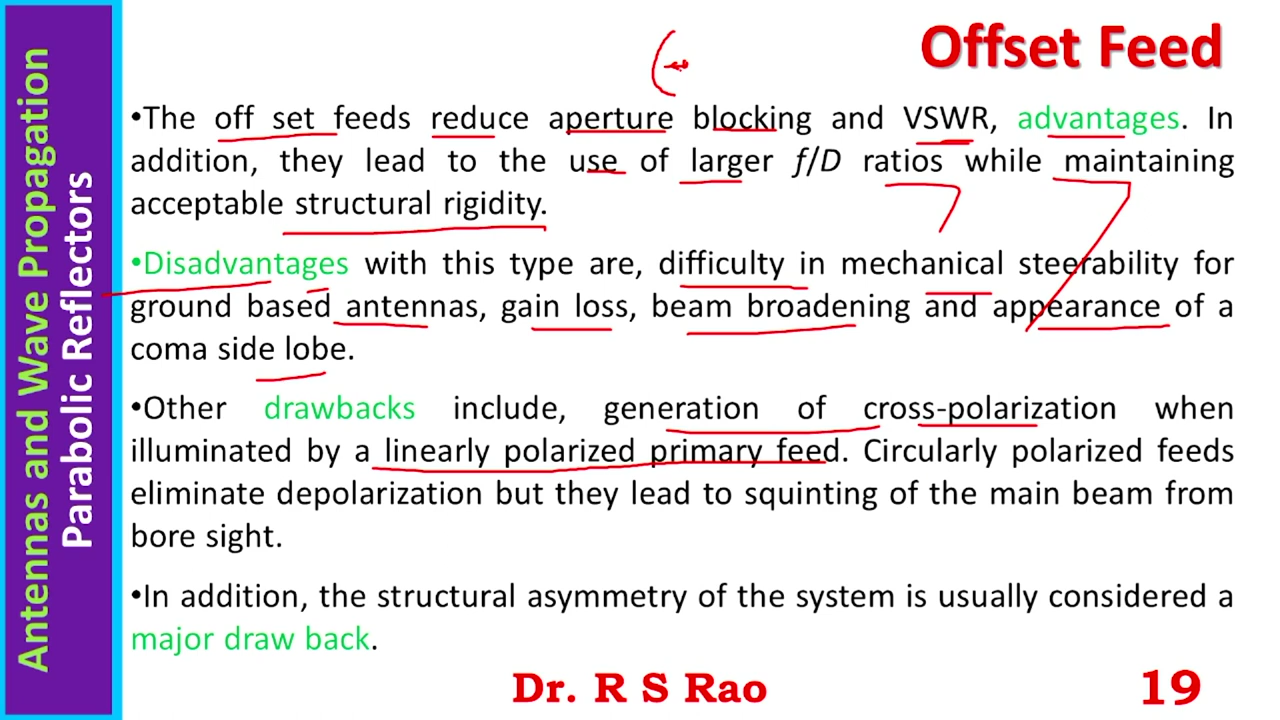 Antennas and Wave Propagation
Parabolic Reflectors
Offset Feed
•The off set feeds reduce aperture blocking and VSWR, advantages. In
addition, they lead to the use of larger f/D ratios while maintaining
acceptable structural rigidity.
•Disadvantages with this type are, difficulty in mechanical steerability for
ground based antennas, gain loss, beam broadening and appearance of a
coma side lobe.
•Other drawbacks include, generation of cross-polarization when
illuminated by a linearly polarized primary feed. Circularly polarized feeds
eliminate depolarization but they lead to squinting of the main beam from
bore sight.
•In addition, the structural asymmetry of the system is usually considered a
major draw back.
Dr. R S Rao
19